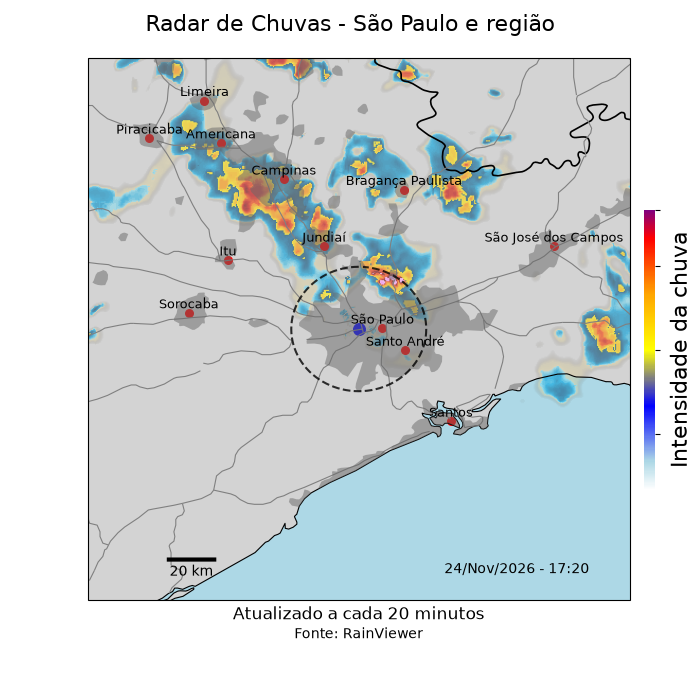 Radar de Chuvas - São Paulo e região
Limeira
Piracicaba
Americana
Campinas
Bragança Paulista
Jundiaí
São José dos Campos
Itu
Sorocaba
São Paulo
Santo André
Santos
Intensidade da chuva
20 km
24/Nov/2026 - 17:20
Atualizado a cada 20 minutos
Fonte: RainViewer